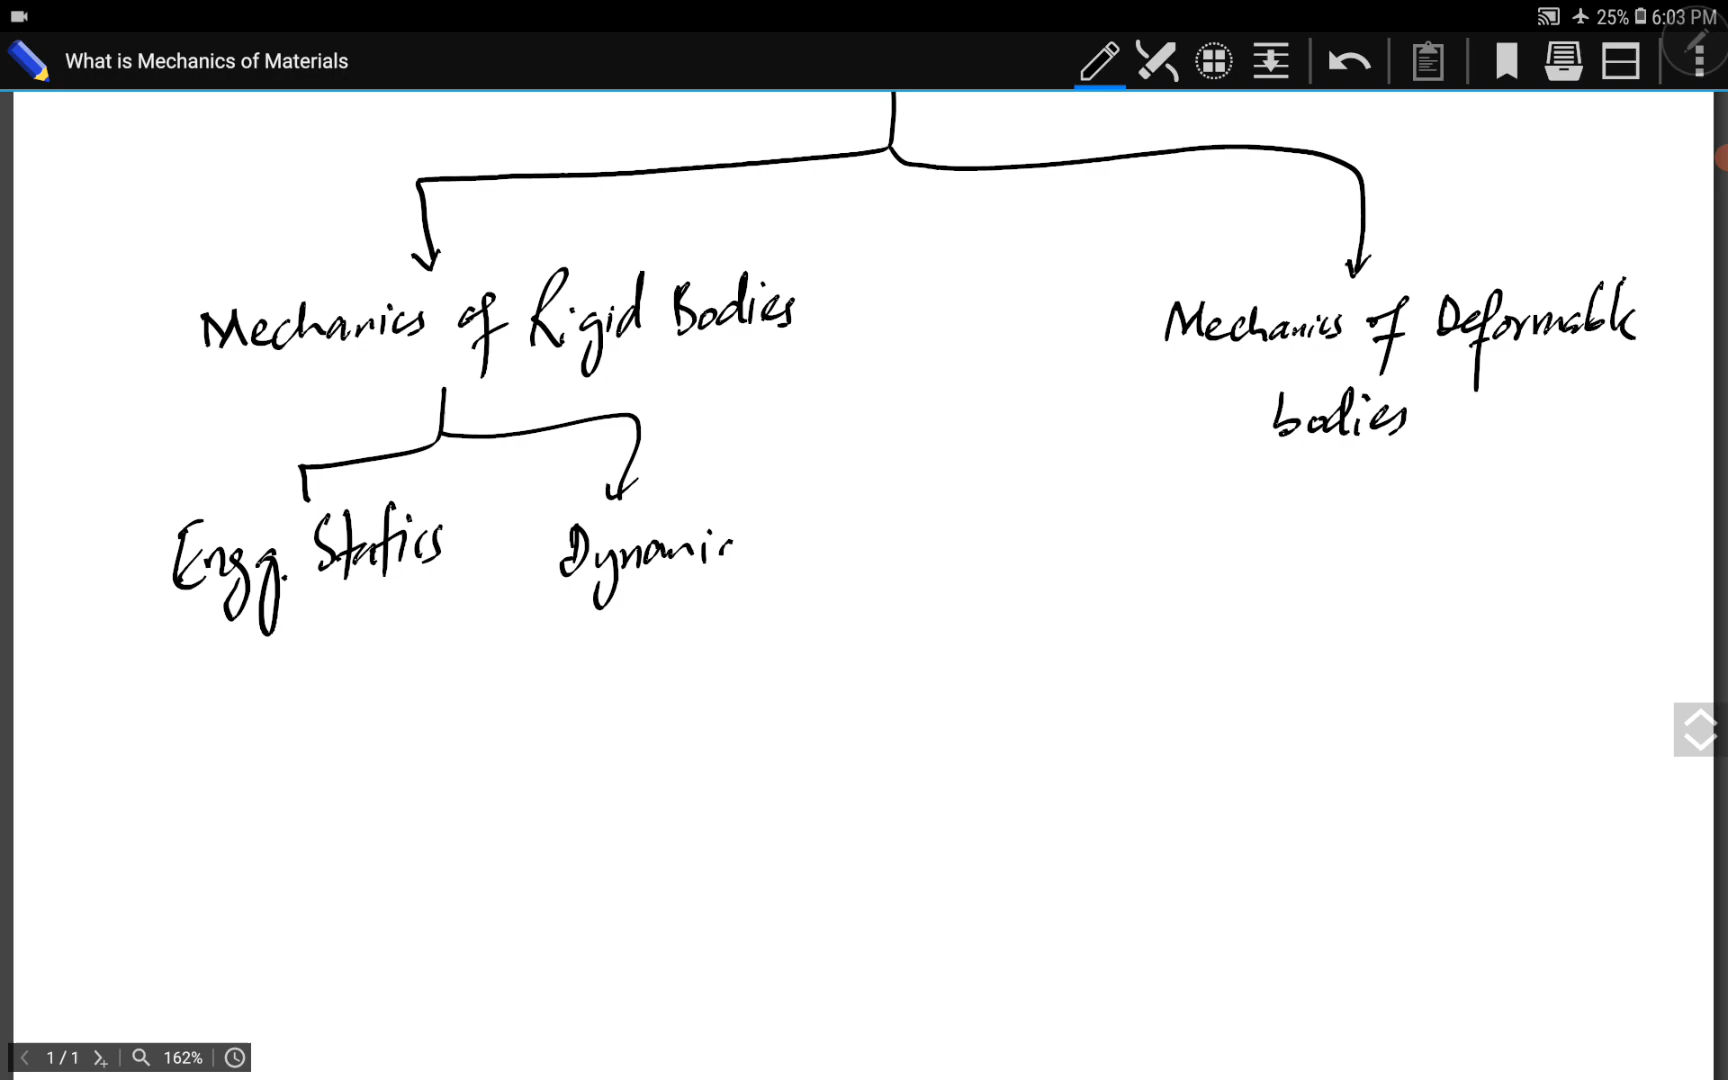 25% 6:03 PM
What is Mechanics of Materials
Mechanics of Rigid Bodies
Mechanics of Deformable
bodies
Engg. Statics
Dynamic
1 / 1
162%